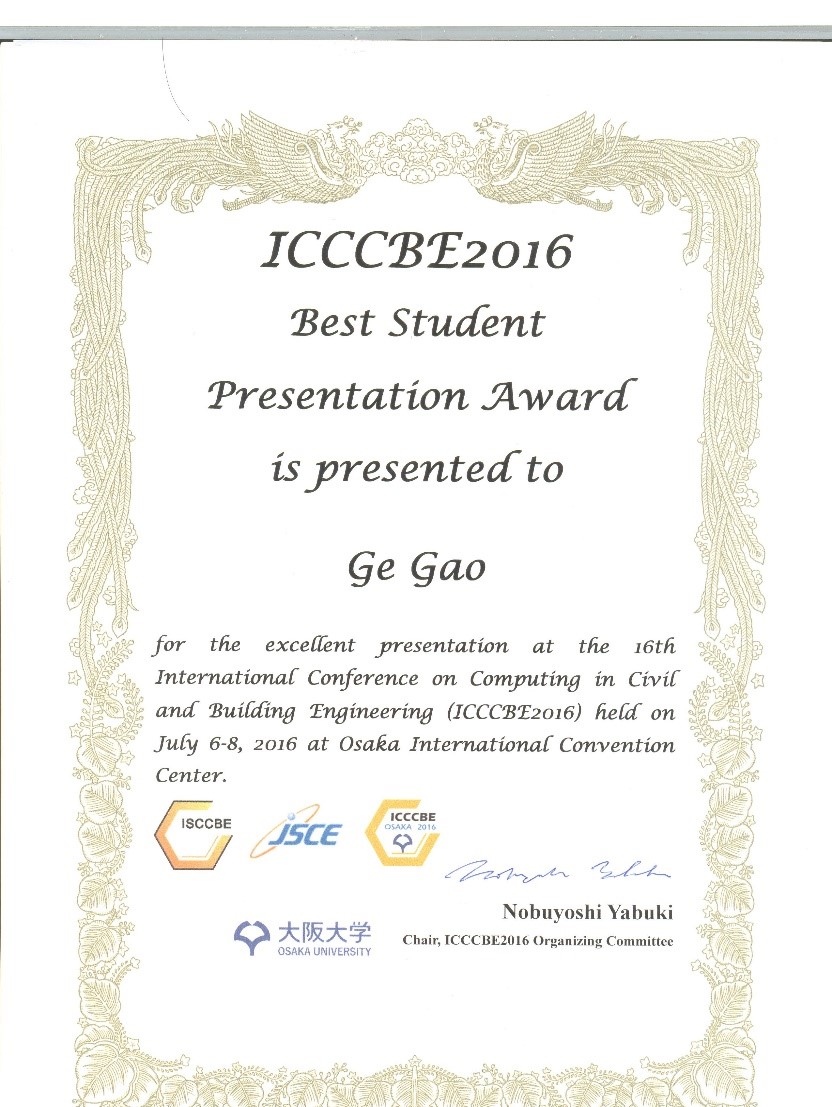 ICCCBE2016
Best Student
Presentation Award
is presented to
Ge Gao
for the excellent presentation at the 16th
International Conference on Computing in Civil
and Building Engineering (ICCCBE2016) held on
July 6-8, 2016 at Osaka International Convention
Center.
ISCCBE
JSCE
ICCCBE
OSAKA 2016
Nobuyoshi Yabuki
Chair, ICCCBE2016 Organizing Committee
大阪大学
OSAKA UNIVERSITY